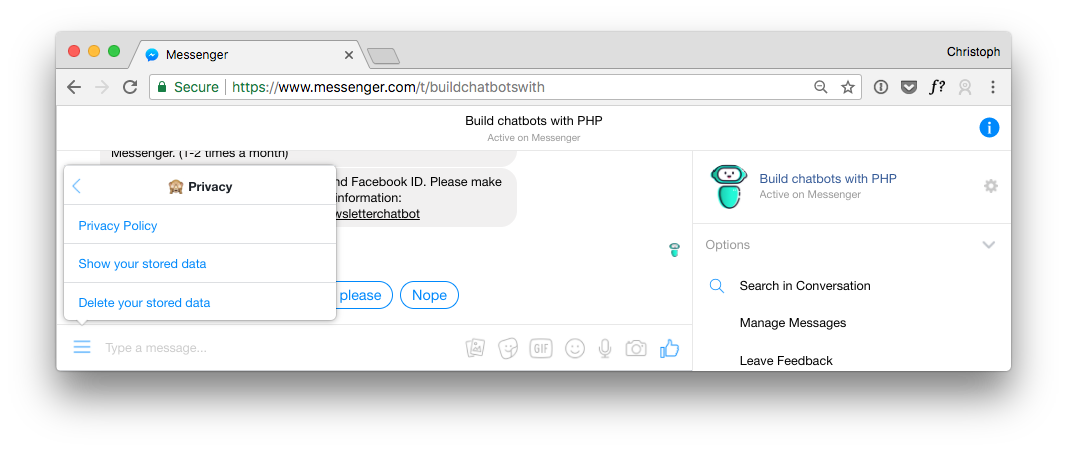 Messenger
Christoph
Secure https://www.messenger.com/t/buildchatbotswith
f?
Build chatbots with PHP
Active on Messenger
Messenger. (1-2 times a month)
nd Facebook ID. Please make
information:
wsletterchatbot
🙈 Privacy
Privacy Policy
Show your stored data
Delete your stored data
please
Nope
Type a message...
GIF
Build chatbots with PHP
Active on Messenger
Options
Search in Conversation
Manage Messages
Leave Feedback